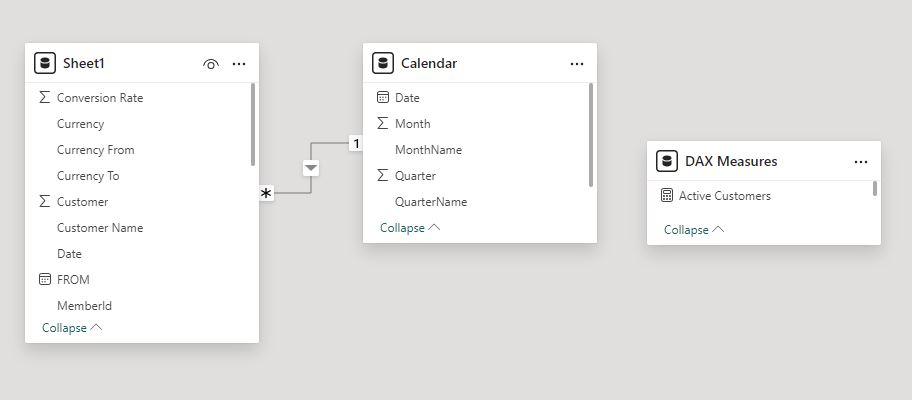 Sheet1
Conversion Rate
Currency
Currency From
Currency To
Customer
Customer Name
Date
FROM
MemberId
Collapse
*
1
Calendar
Date
Month
MonthName
Quarter
QuarterName
Collapse
DAX Measures
Active Customers
Collapse